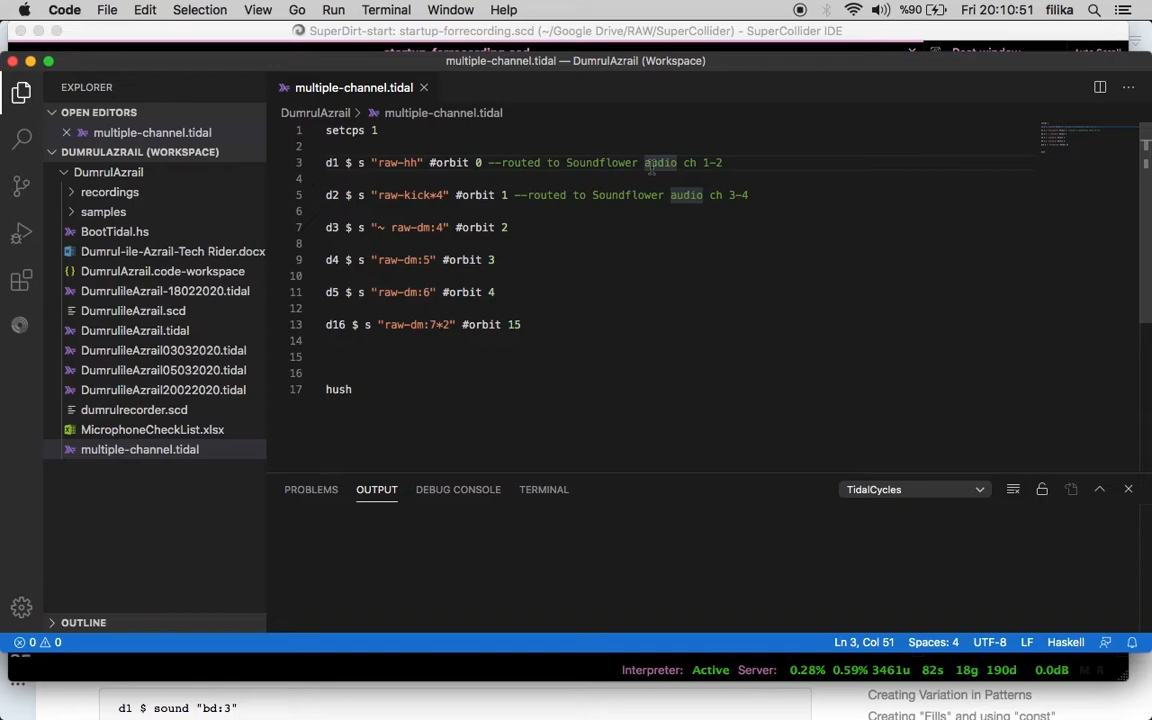 Code File Edit Selection View Go Run Terminal Window Help %90 Fri 20:10:51 filika
SuperDirt-start: startup-forrecording.scd (~/Google Drive/RAW/SuperCollider) - SuperCollider IDE
multiple-channel.tidal — DumrulAzrail (Workspace)
EXPLORER
OPEN EDITORS
multiple-channel.tidal
DUMRULAZRAIL (WORKSPACE)
DumrulAzrail
recordings
samples
BootTidal.hs
Dumrul-ile-Azrail-Tech Rider.docx
DumrulAzrail.code-workspace
DumrulileAzrail-18022020.tidal
DumrulileAzrail.scd
DumrulileAzrail.tidal
DumrulileAzrail03032020.tidal
DumrulileAzrail05032020.tidal
DumrulileAzrail20022020.tidal
dumrulrecorder.scd
MicrophoneCheckList.xlsx
multiple-channel.tidal
OUTLINE
multiple-channel.tidal
DumrulAzrail > multiple-channel.tidal
1 setcps 1
2
3 d1 $ s "raw-hh" #orbit 0 --routed to Soundflower audio ch 1-2
4
5 d2 $ s "raw-kick*4" #orbit 1 --routed to Soundflower audio ch 3-4
6
7 d3 $ s "~ raw-dm:4" #orbit 2
8
9 d4 $ s "raw-dm:5" #orbit 3
10
11 d5 $ s "raw-dm:6" #orbit 4
12
13 d16 $ s "raw-dm:7*2" #orbit 15
14
15
16
17 hush
PROBLEMS OUTPUT DEBUG CONSOLE TERMINAL TidalCycles
0 0 Ln 3, Col 51 Spaces: 4 UTF-8 LF Haskell
Interpreter: Active Server: 0.28% 0.59% 3461u 82s 18g 190d 0.0dB M R
Creating Variation in Patterns
d1 $ sound "bd:3"
Creating "Fills" and using "const"